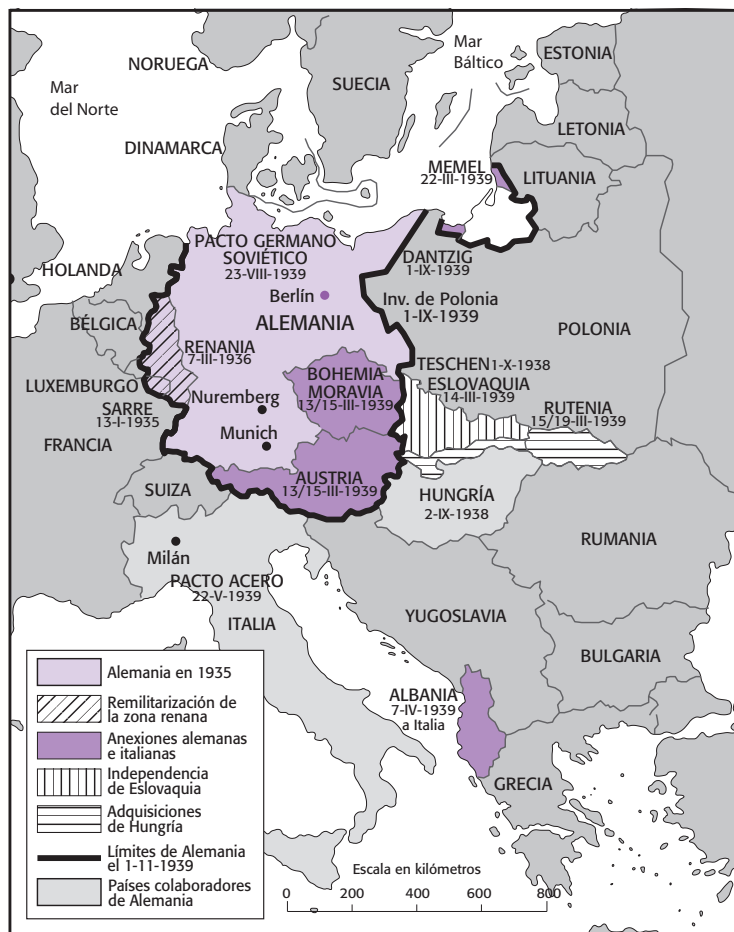 NORUEGA
SUECIA
Mar
Báltico
ESTONIA
Mar
del Norte
LETONIA
DINAMARCA
MEMEL
22-III-1939
LITUANIA
PACTO GERMANO
SOVIÉTICO
23-VIII-1939
DANTZIG
1-IX-1939
HOLANDA
Berlín
Inv. de Polonia
1-IX-1939
BÉLGICA
ALEMANIA
POLONIA
RENANIA
7-III-1936
BOHEMIA
MORAVIA
13/15-III-1939
TESCHEN 1-X-1938
ESLOVAQUIA
14-III-1939
LUXEMBURGO
SARRE
13-I-1935
Nuremberg
RUTENIA
15/19-III-1939
FRANCIA
Munich
AUSTRIA
13/15-III-1939
SUIZA
HUNGRÍA
2-IX-1938
RUMANIA
Milán
PACTO ACERO
22-V-1939
ITALIA
YUGOSLAVIA
BULGARIA
ALBANIA
7-IV-1939
a Italia
GRECIA
Alemania en 1935
Remilitarización de
la zona renana
Anexiones alemanas
e italianas
Independencia
de Eslovaquia
Adquisiciones
de Hungría
Límites de Alemania
el 1-11-1939
Países colaboradores
de Alemania
Escala en kilómetros
0 200 400 600 800